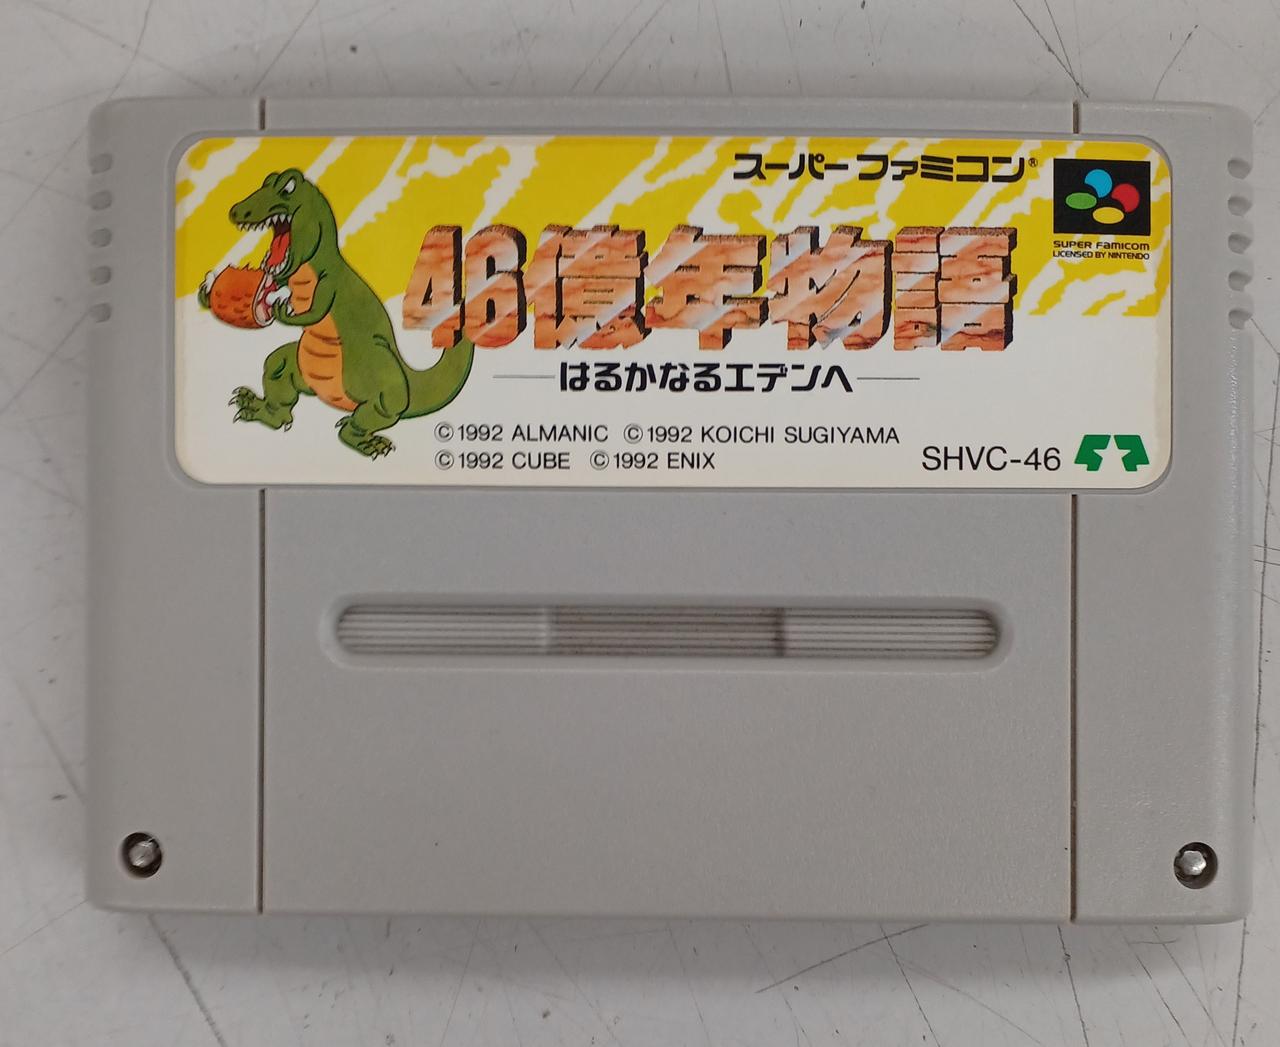 スーパーファミコン®
SUPER FAMICOM
LICENSED BY NINTENDO
46億年物語
はるかなるエデンへ
©1992 ALMANIC ©1992 KOICHI SUGIYAMA
©1992 CUBE ©1992 ENIX
SHVC-46